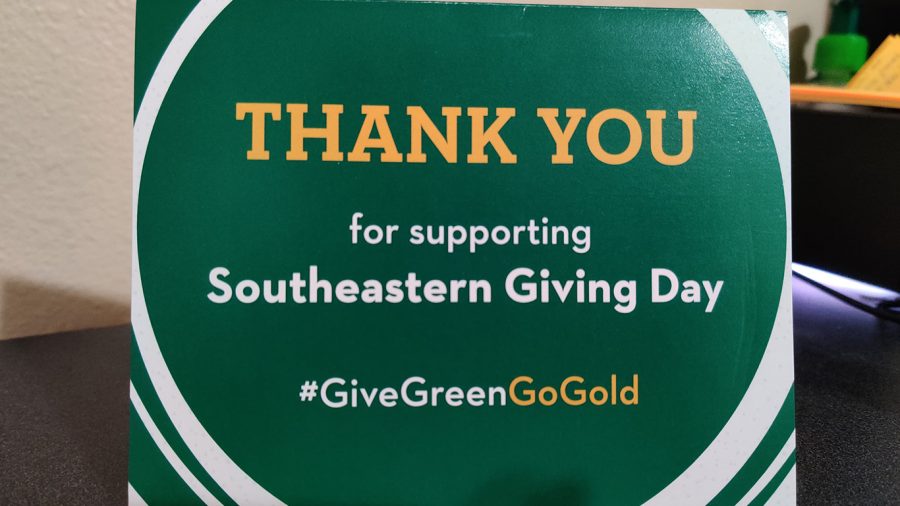 THANK YOU
for supporting
Southeastern Giving Day
#GiveGreenGoGold